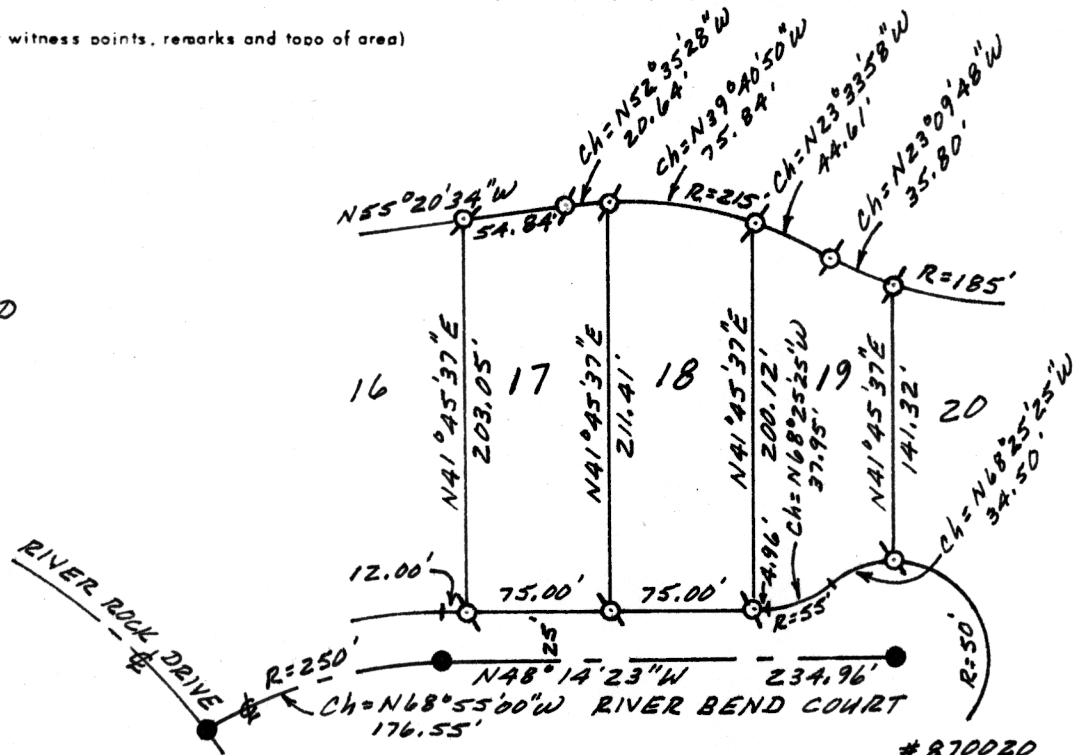 witness points, remarks and topo of area)
Ch=N52°35'28"W
20.64'
Ch=N39°40'50"W
75.84'
Ch=N23°33'58"W
44.61'
Ch=N23°09'48"W
35.80'
N55°20'34"W
54.84'
R=215'
R=185'
16
N41°45'37"E
203.05'
17
N41°45'37"E
211.41'
18
N41°45'37"E
200.12'
19
N41°45'37"E
141.32'
20
Ch=N68°25'25"W
37.95'
Ch=N68°25'25"W
34.50'
12.00'
75.00'
75.00'
4.96'
R=55'
R=50'
25'
RIVER ROCK DRIVE
R=250'
Ch=N68°55'00"W
176.55'
N48°14'23"W
234.96'
RIVER BEND COURT
#870020